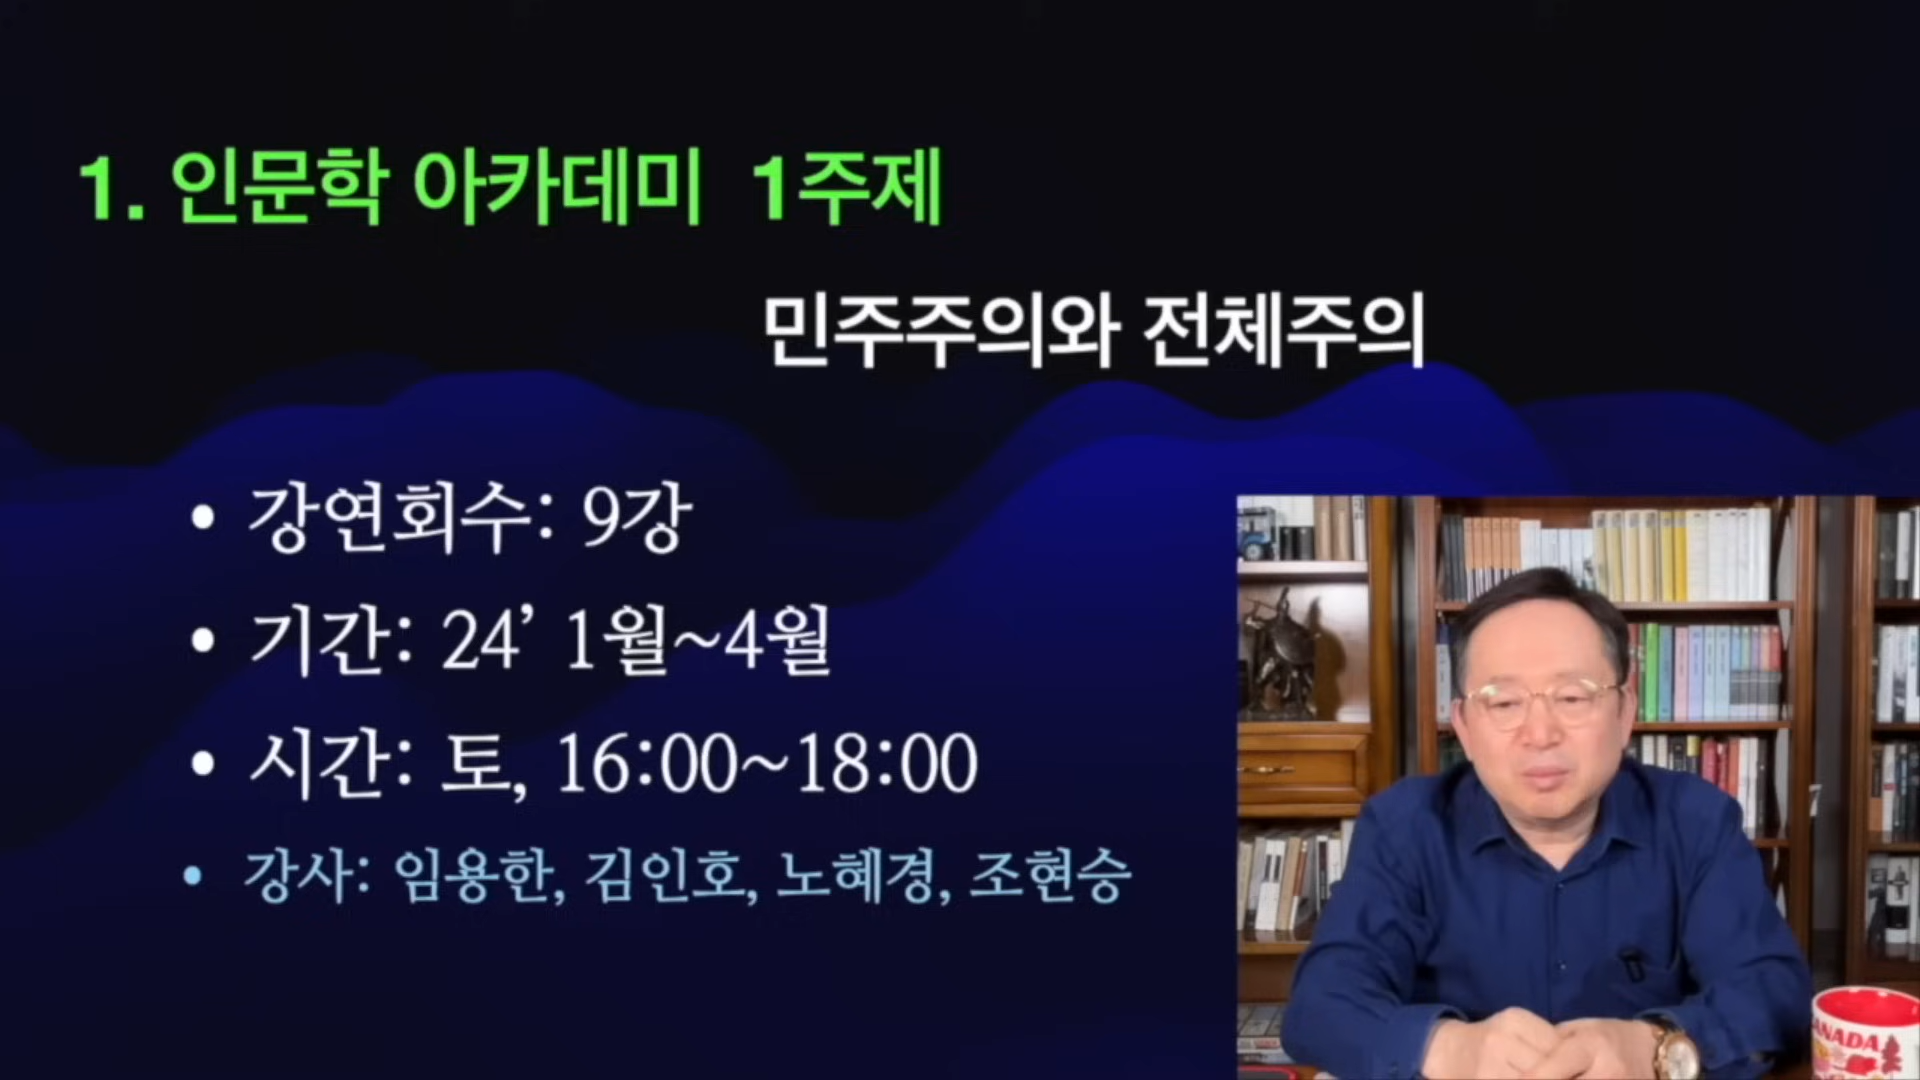 1. 인문학 아카데미 1주제
민주주의와 전체주의
• 강연회수: 9강
• 기간: 24’ 1월~4월
• 시간: 토, 16:00~18:00
• 강사: 임용한, 김인호, 노혜경, 조현승
ANADA